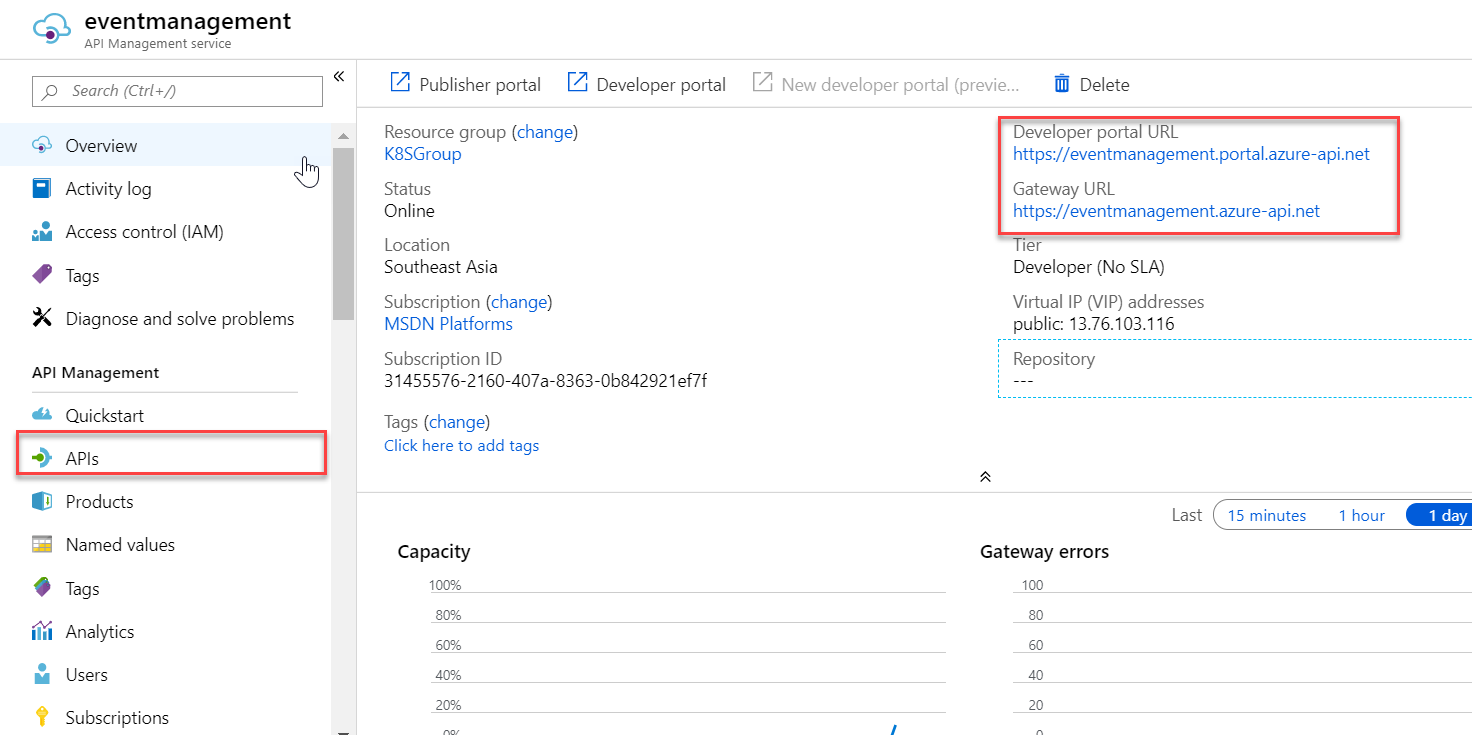 eventmanagement
API Management service
Search (Ctrl+/)
Overview
Activity log
Access control (IAM)
Tags
Diagnose and solve problems
API Management
Quickstart
APIs
Products
Named values
Tags
Analytics
Users
Subscriptions
Publisher portal
Developer portal
New developer portal (previe...
Delete
Resource group (change)
K8SGroup
Status
Online
Location
Southeast Asia
Subscription (change)
MSDN Platforms
Subscription ID
31455576-2160-407a-8363-0b842921ef7f
Tags (change)
Click here to add tags
Developer portal URL
https://eventmanagement.portal.azure-api.net
Gateway URL
https://eventmanagement.azure-api.net
Tier
Developer (No SLA)
Virtual IP (VIP) addresses
public: 13.76.103.116
Repository
---
Last 15 minutes 1 hour 1 day
Capacity
100%
80%
60%
40%
20%
0%
Gateway errors
100
80
60
40
20
0